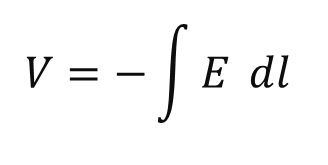 V = −∫ E dl